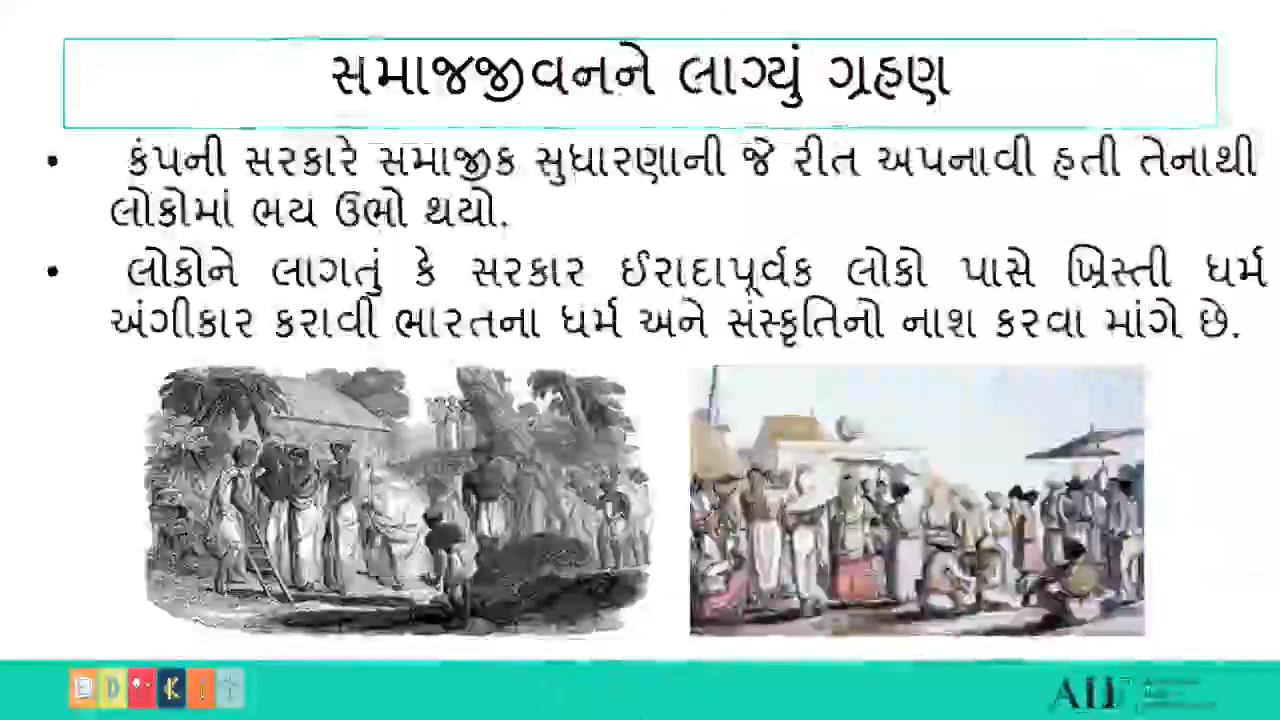 સમાજજીવનને લાગ્યું ગ્રહણ
• કંપની સરકારે સમાજીક સુધારણાની જે રીત અપનાવી હતી તેનાથી
લોકોમાં ભય ઉભો થયો.
• લોકોને લાગતું કે સરકાર ઈરાદાપૂર્વક લોકો પાસે ખ્રિસ્તી ધર્મ
અંગીકાર કરાવી ભારતના ધર્મ અને સંસ્કૃતિનો નાશ કરવા માંગે છે.